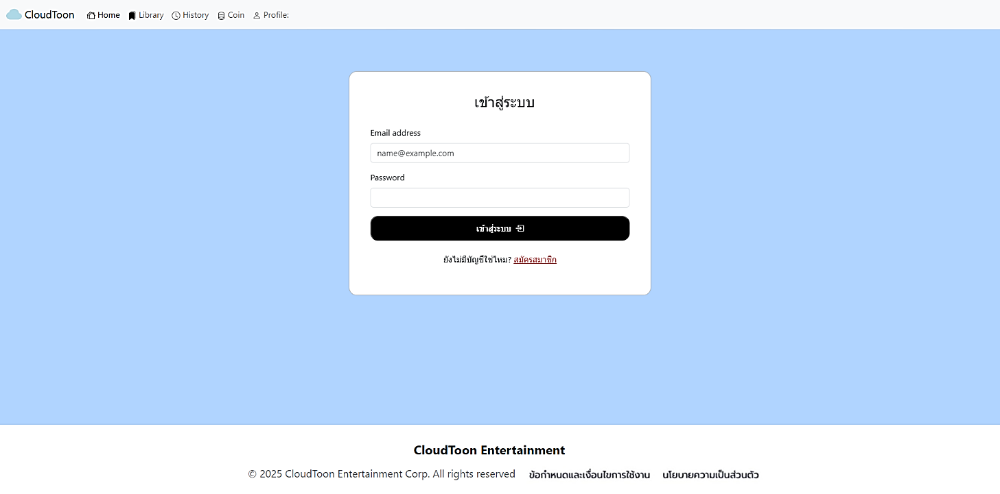 CloudToon Home Library History Coin Profile:
เข้าสู่ระบบ
Email address
name@example.com
Password
เข้าสู่ระบบ
ยังไม่มีบัญชีใช่ไหม? สมัครสมาชิก
CloudToon Entertainment
© 2025 CloudToon Entertainment Corp. All rights reserved ข้อกำหนดและเงื่อนไขการใช้งาน นโยบายความเป็นส่วนตัว